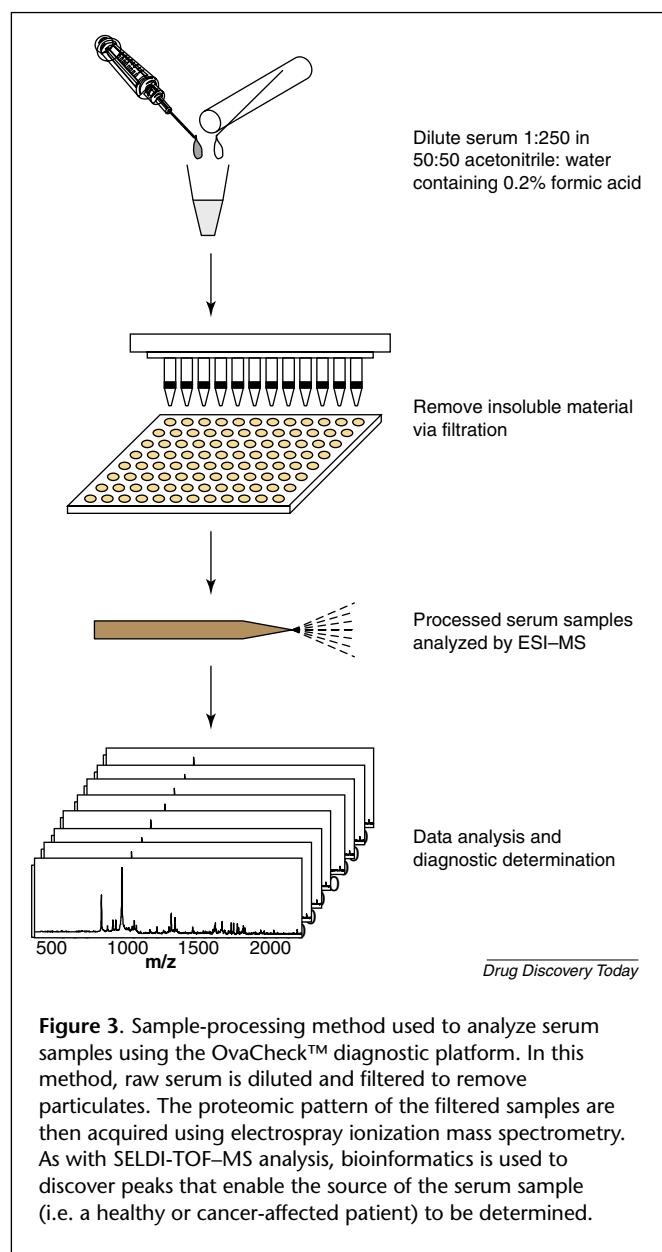 Dilute serum 1:250 in
50:50 acetonitrile: water
containing 0.2% formic acid
Remove insoluble material
via filtration
Processed serum samples
analyzed by ESI–MS
Data analysis and
diagnostic determination
500 1000 1500 2000
m/z
Drug Discovery Today
Figure 3. Sample-processing method used to analyze serum
samples using the OvaCheck™ diagnostic platform. In this
method, raw serum is diluted and filtered to remove
particulates. The proteomic pattern of the filtered samples are
then acquired using electrospray ionization mass spectrometry.
As with SELDI-TOF–MS analysis, bioinformatics is used to
discover peaks that enable the source of the serum sample
(i.e. a healthy or cancer-affected patient) to be determined.